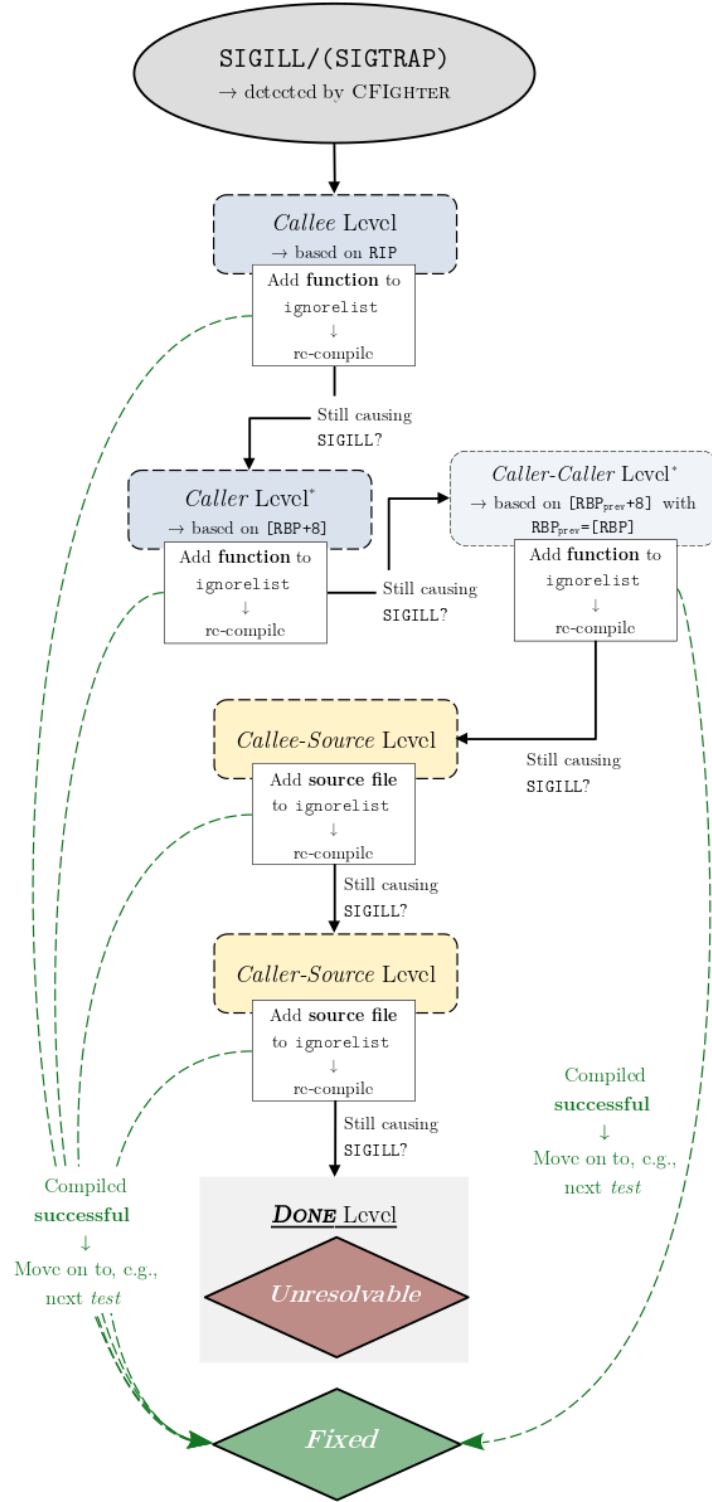 SIGILL/(SIGTRAP)
→ detected by CFIGHTER
Callee Level
→ based on RIP
Add function to
ignorelist
↓
re-compile
Still causing
SIGILL?
Caller Level*
→ based on [RBP+8]
Add function to
ignorelist
↓
re-compile
Still causing
SIGILL?
Caller-Caller Level*
→ based on [RBPprev+8] with
RBPprev=[RBP]
Add function to
ignorelist
↓
re-compile
Still causing
SIGILL?
Callee-Source Level
Add source file
to ignorelist
↓
re-compile
Still causing
SIGILL?
Caller-Source Level
Add source file
to ignorelist
↓
re-compile
Still causing
SIGILL?
Compiled
successful
↓
Move on to, e.g.,
next test
Compiled
successful
↓
Move on to, e.g.,
next test
DONE Level
Unresolvable
Fixed